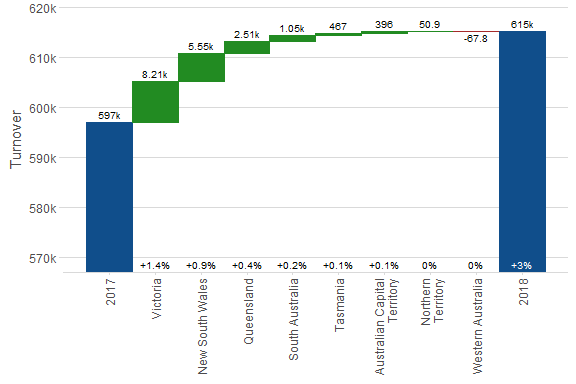 620k
610k
600k
590k
580k
570k
Turnover
597k
8.21k
5.55k
2.51k
1.05k
467
396
50.9
-67.8
615k
+1.4%
+0.9%
+0.4%
+0.2%
+0.1%
+0.1%
0%
0%
+3%
2017
Victoria
New South Wales
Queensland
South Australia
Tasmania
Australian Capital
Territory
Northern
Territory
Western Australia
2018